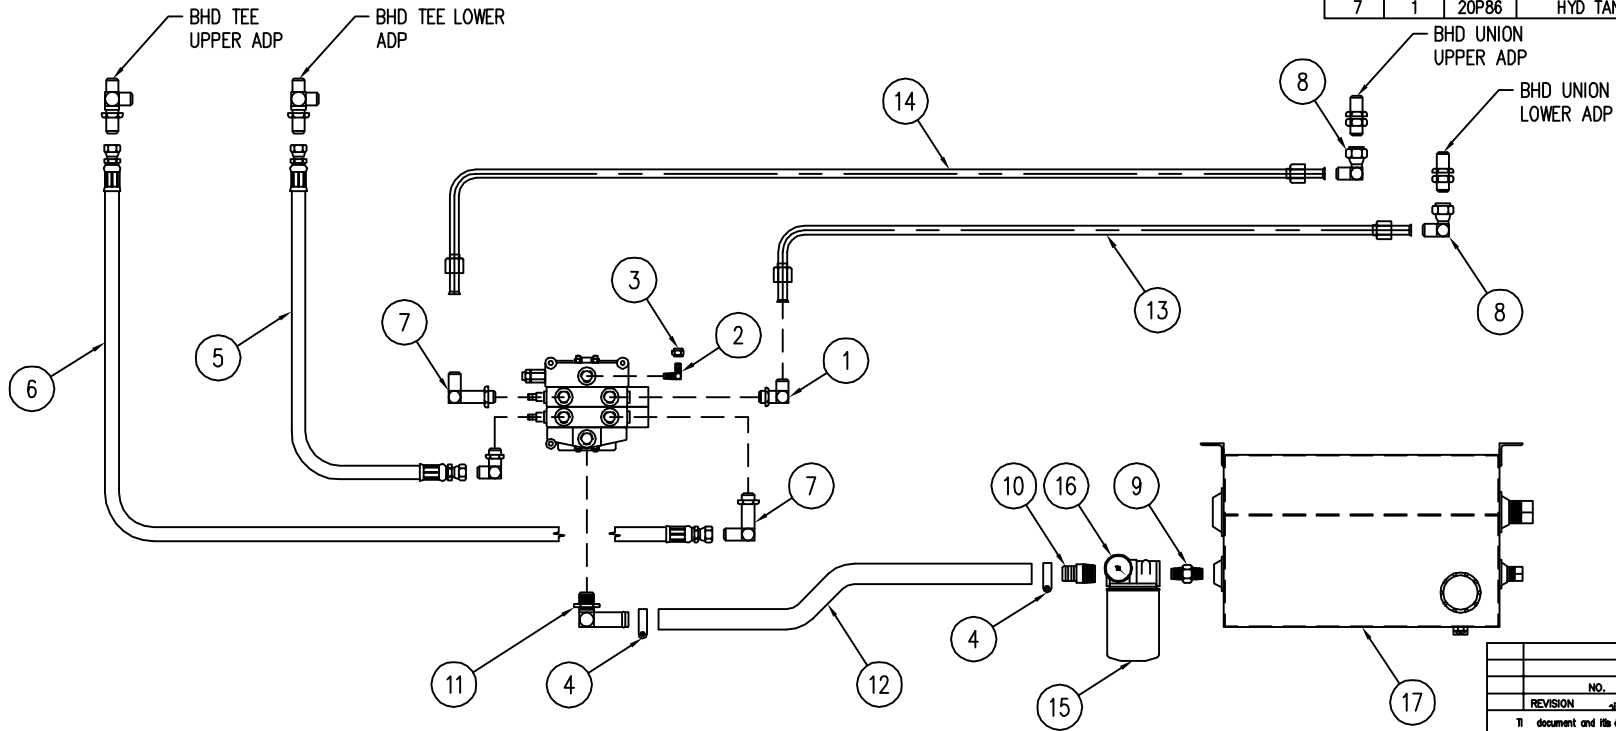 BHD TEE
UPPER ADP
BHD TEE LOWER
ADP
7 1 20P86 HYD TAN
BHD UNION
UPPER ADP
BHD UNION
LOWER ADP
14
8
3
2
7
1
5
6
13
8
7
10
16
9
11
4
12
4
15
17
NO.
REVISION
document and